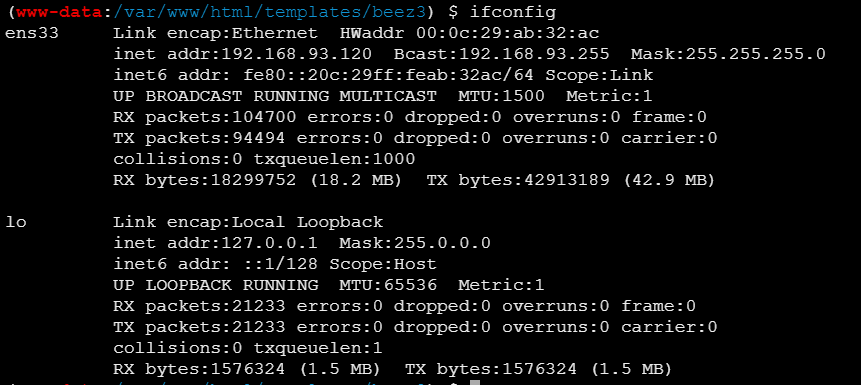 (www-data:/var/www/html/templates/beez3) $ ifconfig
ens33     Link encap:Ethernet  HWaddr 00:0c:29:ab:32:ac
          inet addr:192.168.93.120  Bcast:192.168.93.255  Mask:255.255.255.0
          inet6 addr: fe80::20c:29ff:feab:32ac/64 Scope:Link
          UP BROADCAST RUNNING MULTICAST  MTU:1500  Metric:1
          RX packets:104700 errors:0 dropped:0 overruns:0 frame:0
          TX packets:94494 errors:0 dropped:0 overruns:0 carrier:0
          collisions:0 txqueuelen:1000
          RX bytes:18299752 (18.2 MB)  TX bytes:42913189 (42.9 MB)

lo        Link encap:Local Loopback
          inet addr:127.0.0.1  Mask:255.0.0.0
          inet6 addr: ::1/128 Scope:Host
          UP LOOPBACK RUNNING  MTU:65536  Metric:1
          RX packets:21233 errors:0 dropped:0 overruns:0 frame:0
          TX packets:21233 errors:0 dropped:0 overruns:0 carrier:0
          collisions:0 txqueuelen:1
          RX bytes:1576324 (1.5 MB)  TX bytes:1576324 (1.5 MB)